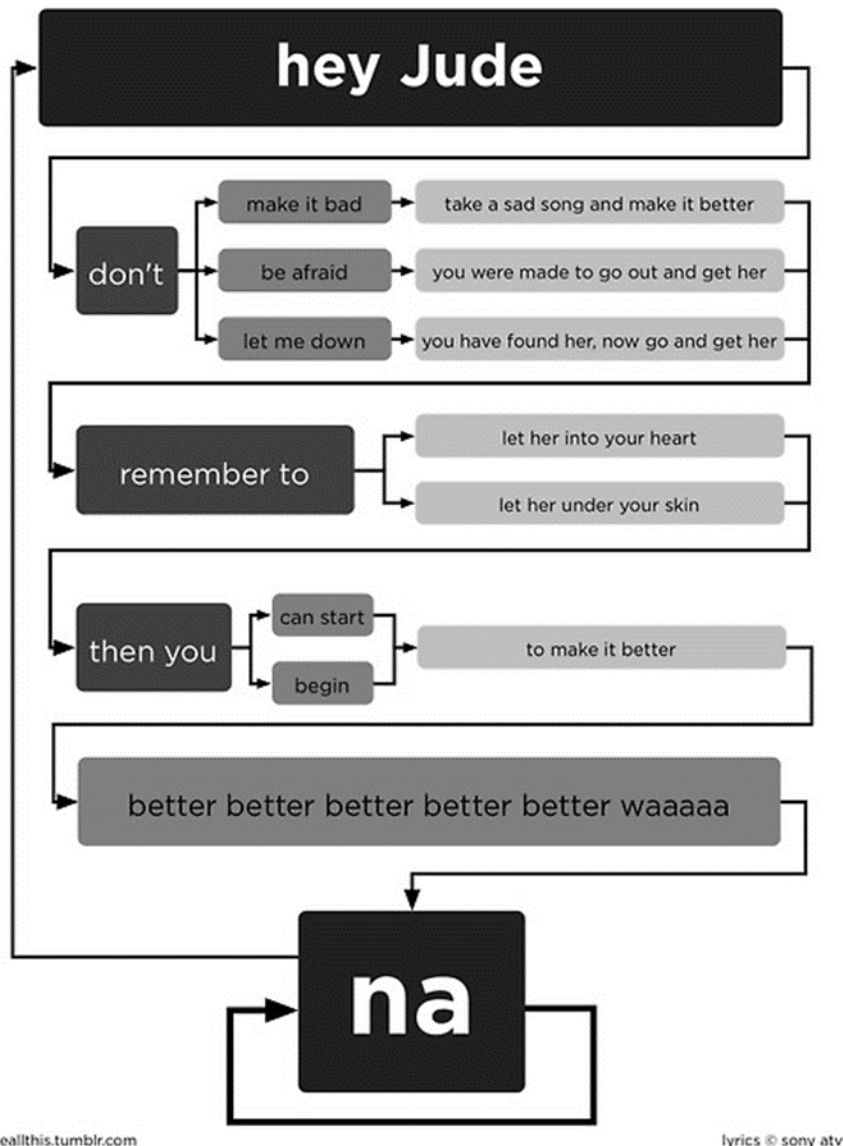 hey Jude
don't
make it bad
take a sad song and make it better
be afraid
you were made to go out and get her
let me down
you have found her, now go and get her
remember to
let her into your heart
let her under your skin
then you
can start
begin
to make it better
better better better better better waaaaa
na
eallthis.tumblr.com
lyrics © sony atv